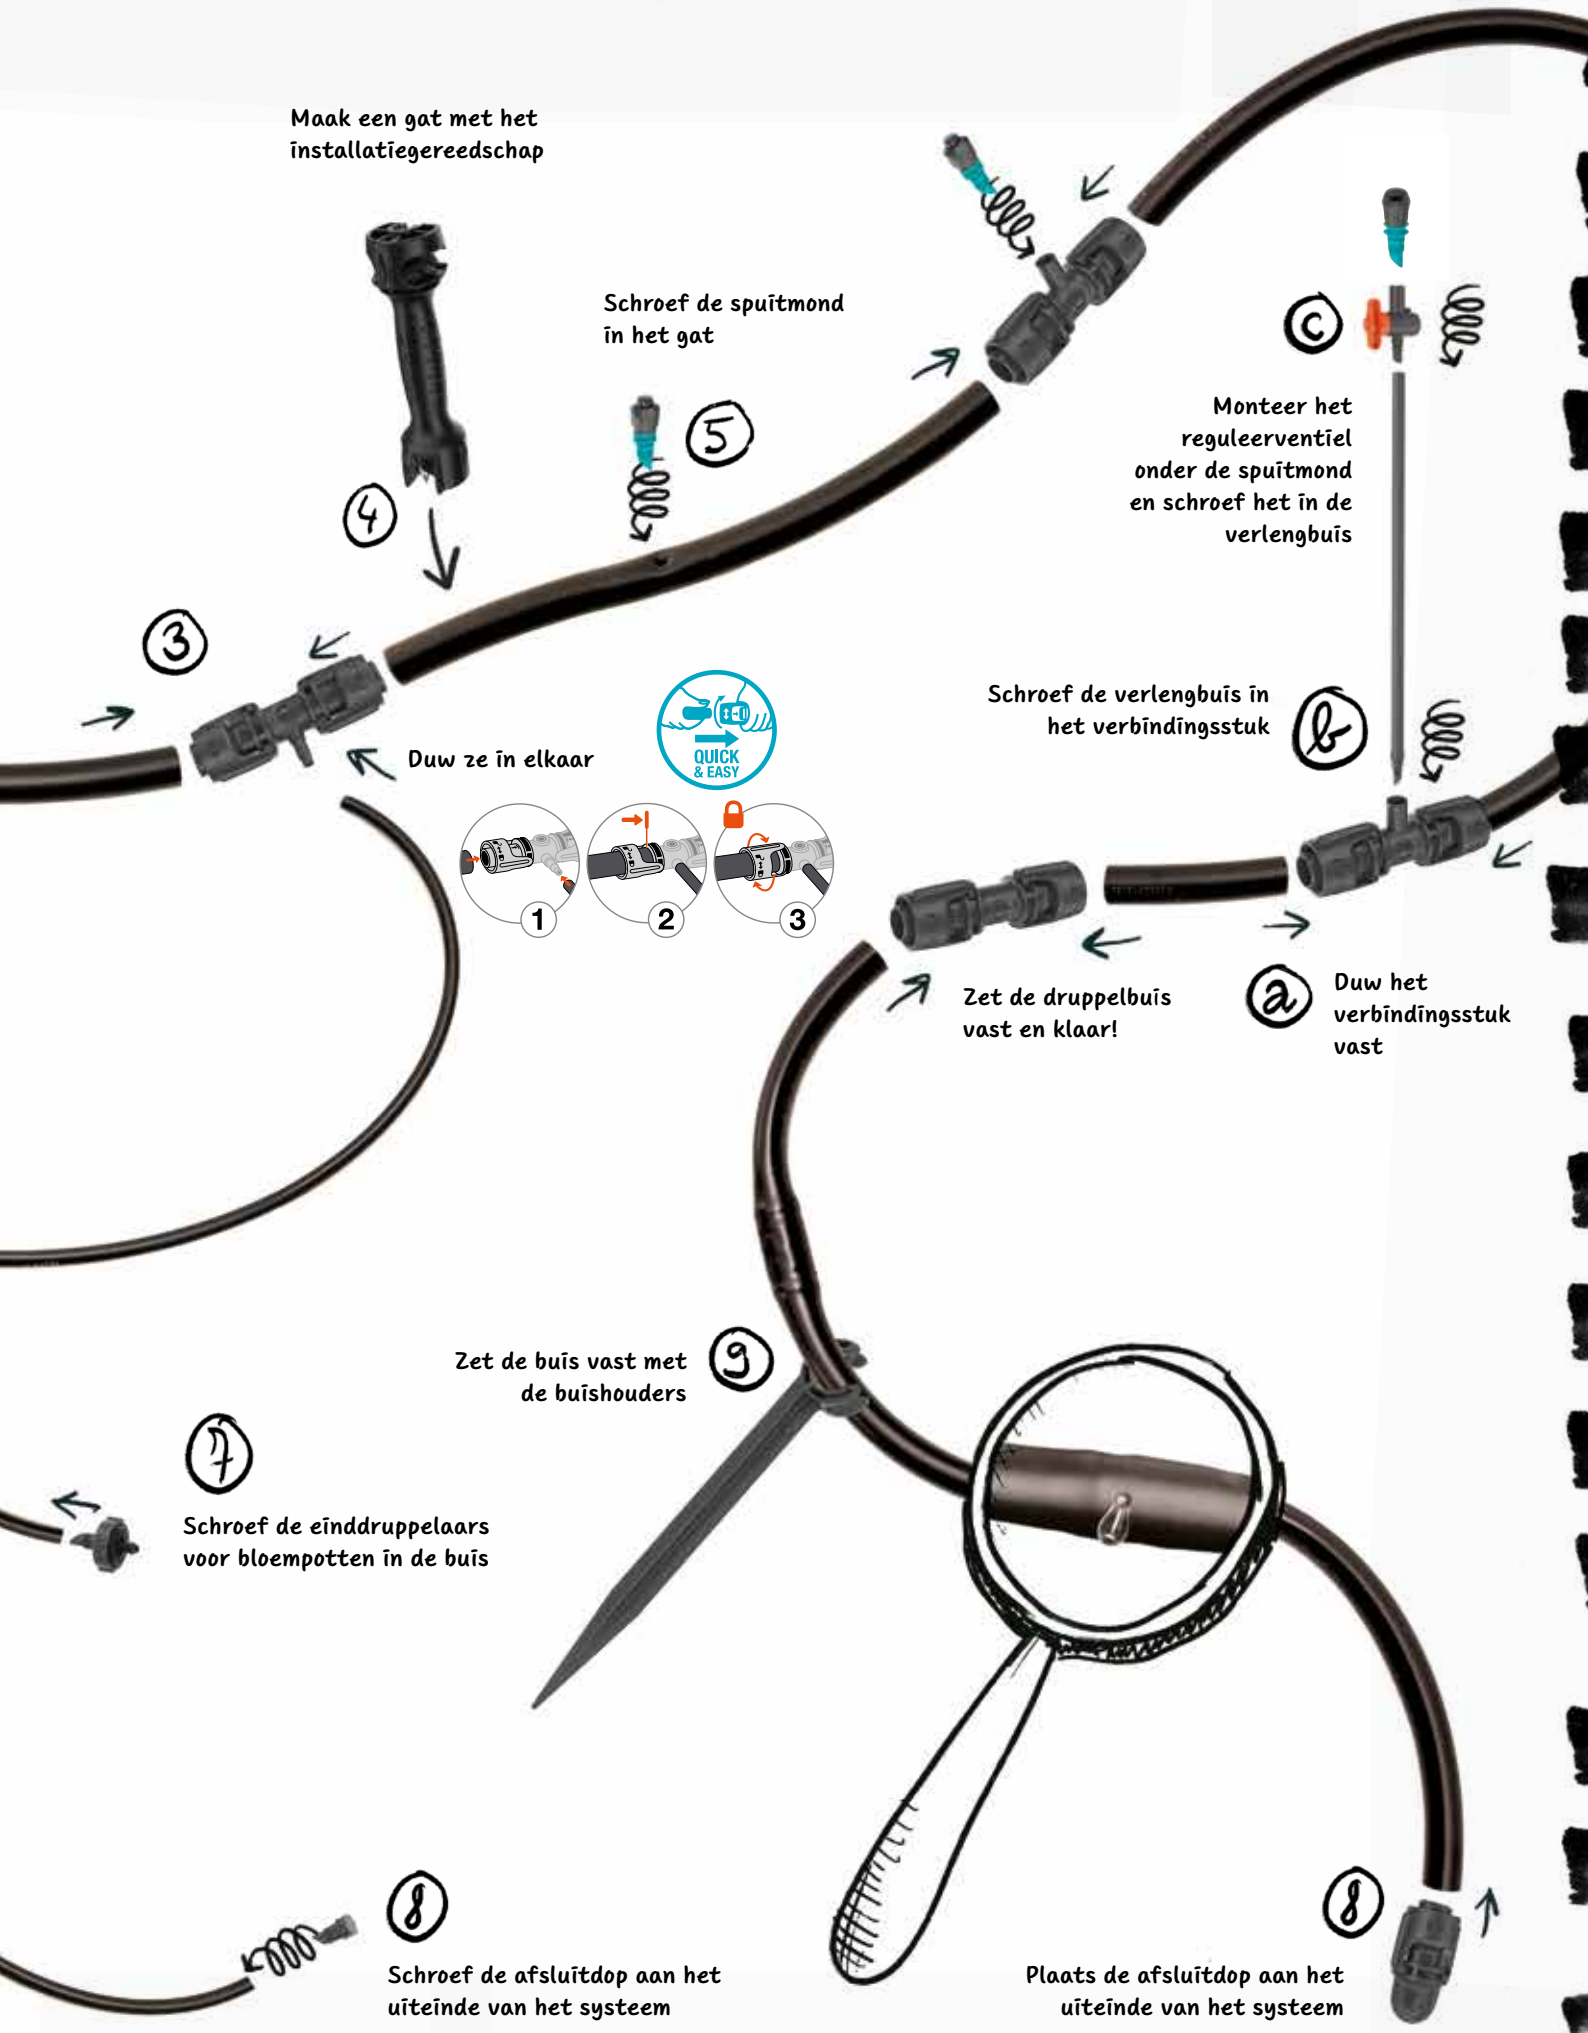 Maak een gat met het
installatiegereedschap
4
Schroef de spuitmond
in het gat
5
c
Monteer het
reguleerventiel
onder de spuitmond
en schroef het in de
verlengbuis
3
Duw ze in elkaar
QUICK
& EASY
1
2
3
Schroef de verlengbuis in
het verbindingsstuk
b
Zet de druppelbuis
vast en klaar!
a
Duw het
verbindingsstuk
vast
Zet de buis vast met
de buishouders
9
7
Schroef de einddruppelaars
voor bloempotten in de buis
8
Schroef de afsluitdop aan het
uiteinde van het systeem
8
Plaats de afsluitdop aan het
uiteinde van het systeem